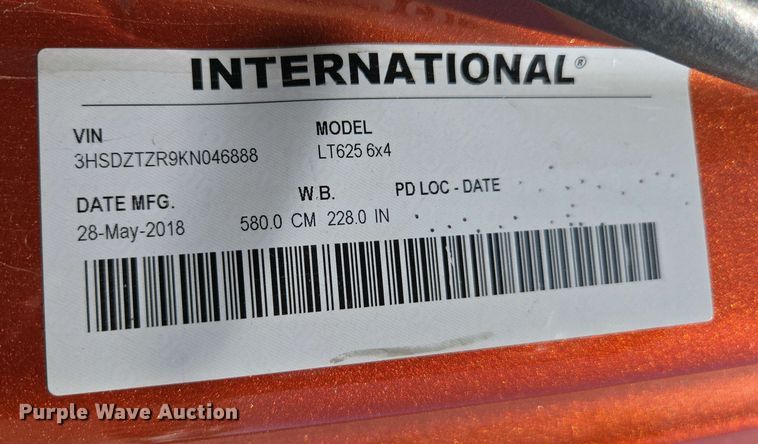 INTERNATIONAL®
VIN MODEL
3HSDZTZR9KN046888 LT625 6x4
DATE MFG. W.B. PD LOC - DATE
28-May-2018 580.0 CM 228.0 IN
Purple Wave Auction